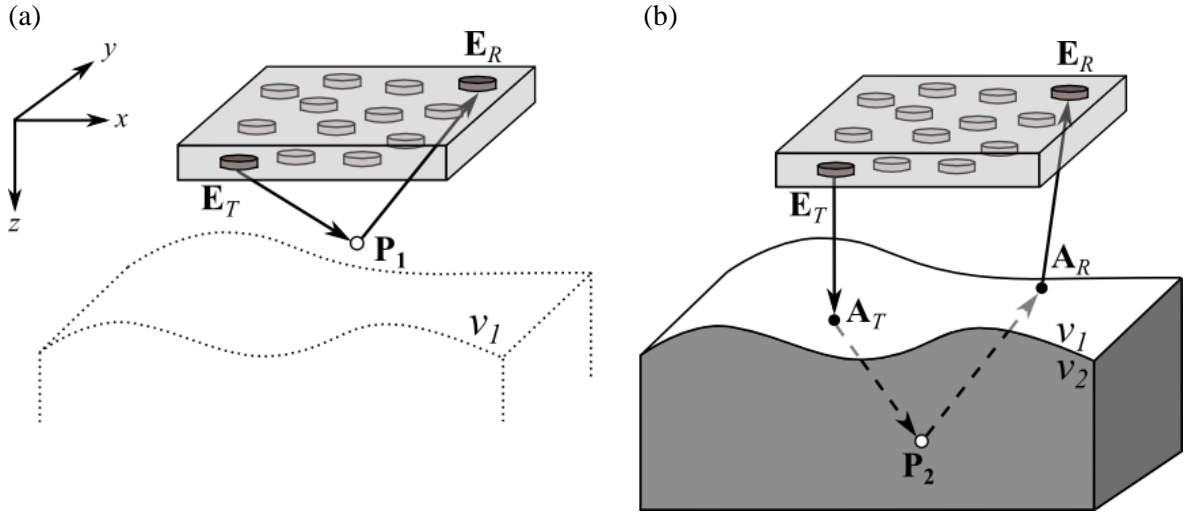 (a)
y
x
z
E_R
E_T
P_1
v_1
(b)
E_R
E_T
A_R
A_T
v_1
v_2
P_2